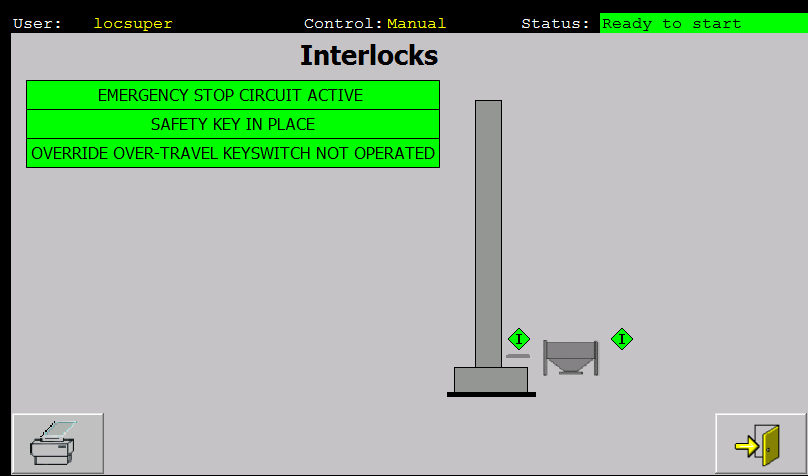 User: locsuper Control: Manual Status: Ready to start
Interlocks
EMERGENCY STOP CIRCUIT ACTIVE
SAFETY KEY IN PLACE
OVERRIDE OVER-TRAVEL KEYSWITCH NOT OPERATED
I I